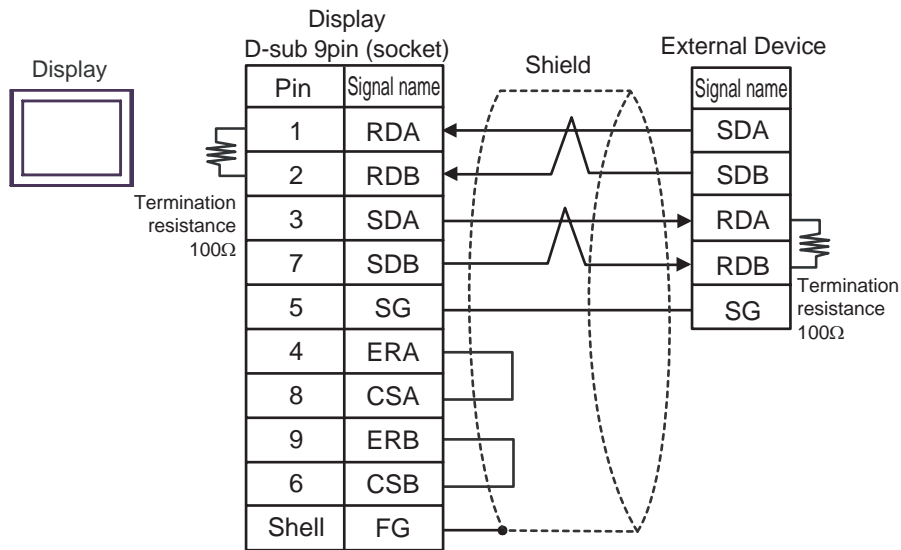 Display
Display
D-sub 9pin (socket)
Pin Signal name
1 RDA
2 RDB
3 SDA
7 SDB
5 SG
4 ERA
8 CSA
9 ERB
6 CSB
Shell FG
Termination
resistance
100Ω
Shield
External Device
Signal name
SDA
SDB
RDA
RDB
SG
Termination
resistance
100Ω